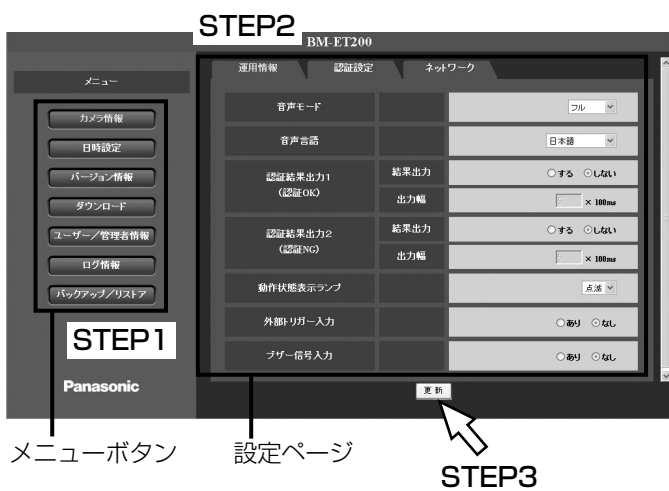 STEP2
BM-ET200
メニュー
カメラ情報
日時設定
バージョン情報
ダウンロード
ユーザー/管理者情報
ログ情報
バックアップ/リストア
STEP1
Panasonic
運用情報 認証設定 ネットワーク
音声モード フル
音声言語 日本語
認証結果出力1 (認証OK) 結果出力 する しない
出力幅 × 100ms
認証結果出力2 (認証NG) 結果出力 する しない
出力幅 × 100ms
動作状態表示ランプ 点滅
外部トリガー入力 あり なし
ブザー信号入力 あり なし
更新
メニューボタン
設定ページ
STEP3